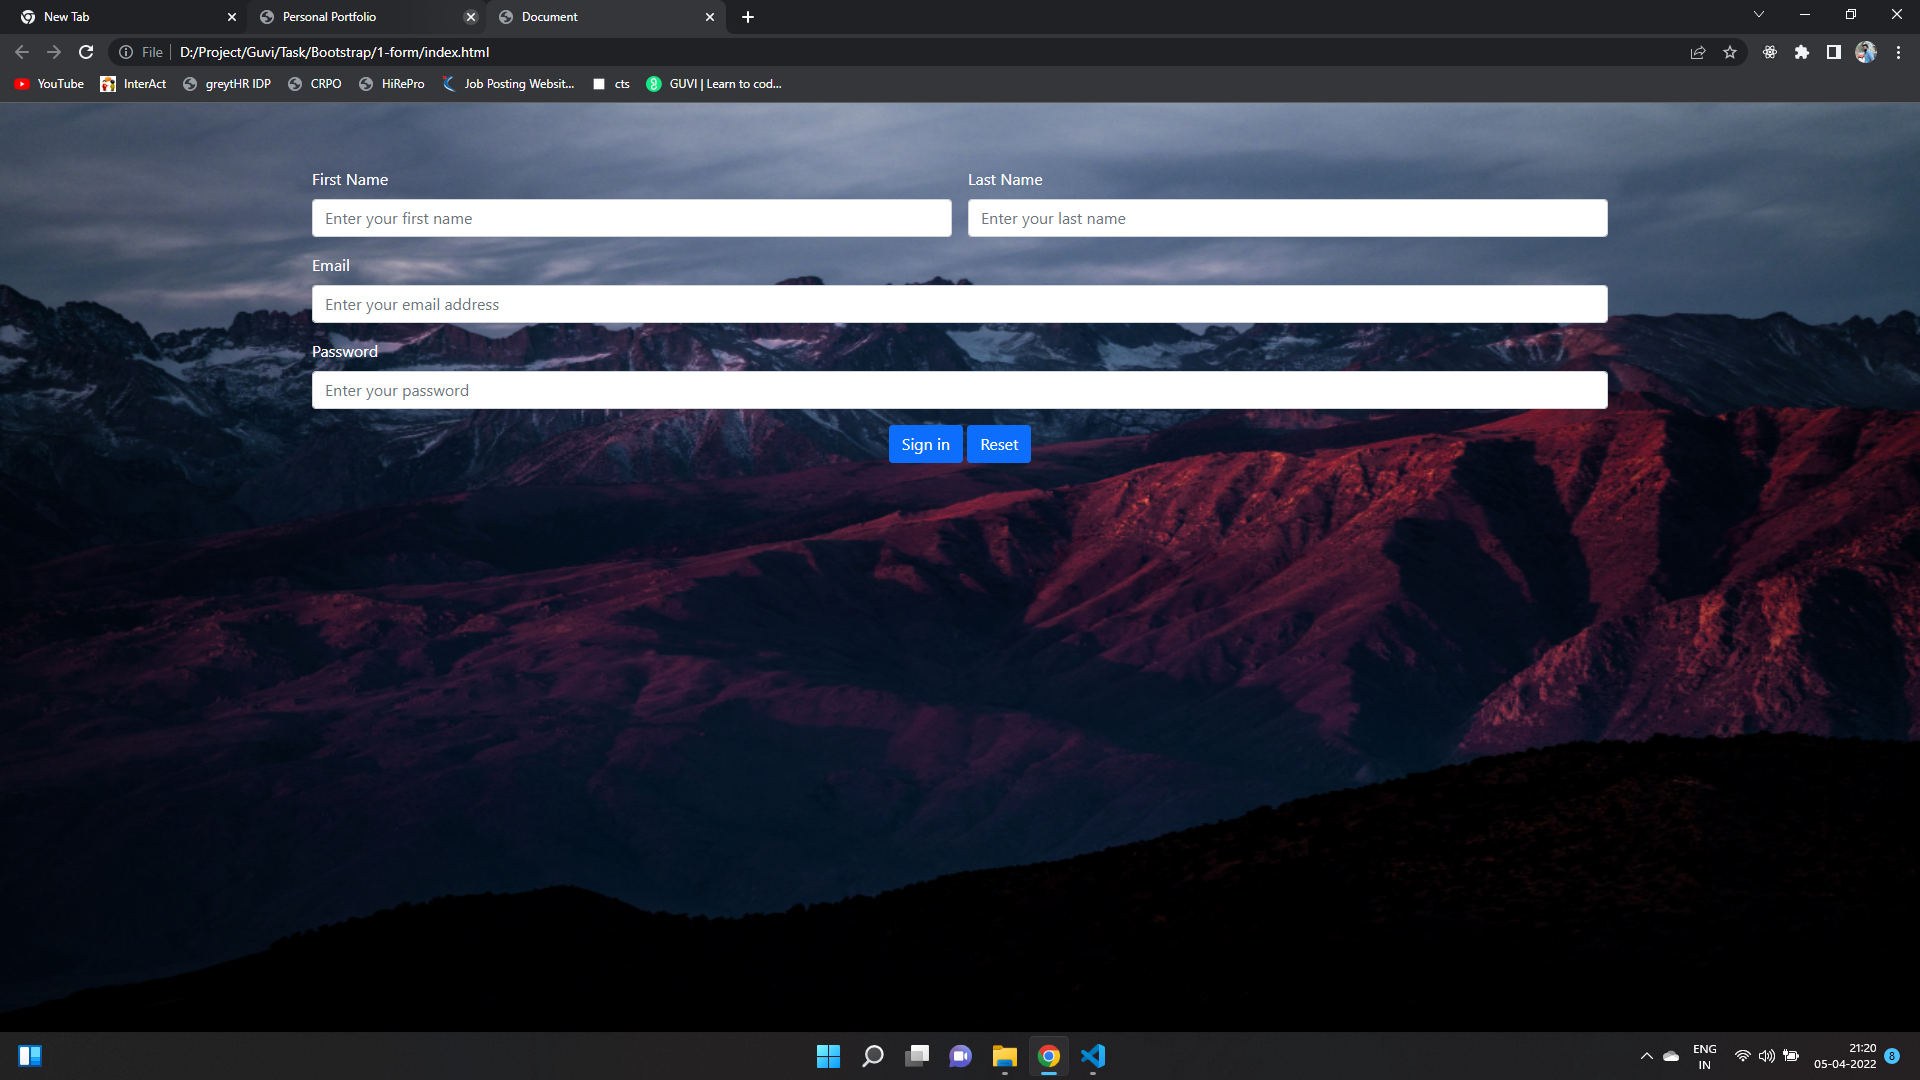 New Tab
Personal Portfolio
Document
File
D:/Project/Guvi/Task/Bootstrap/1-form/index.html
YouTube
InterAct
greytHR IDP
CRPO
HiRePro
Job Posting Websit...
cts
GUVI | Learn to cod...
First Name
Last Name
Enter your first name
Enter your last name
Email
Enter your email address
Password
Enter your password
Sign in
Reset
ENG
IN
21:20
05-04-2022
8